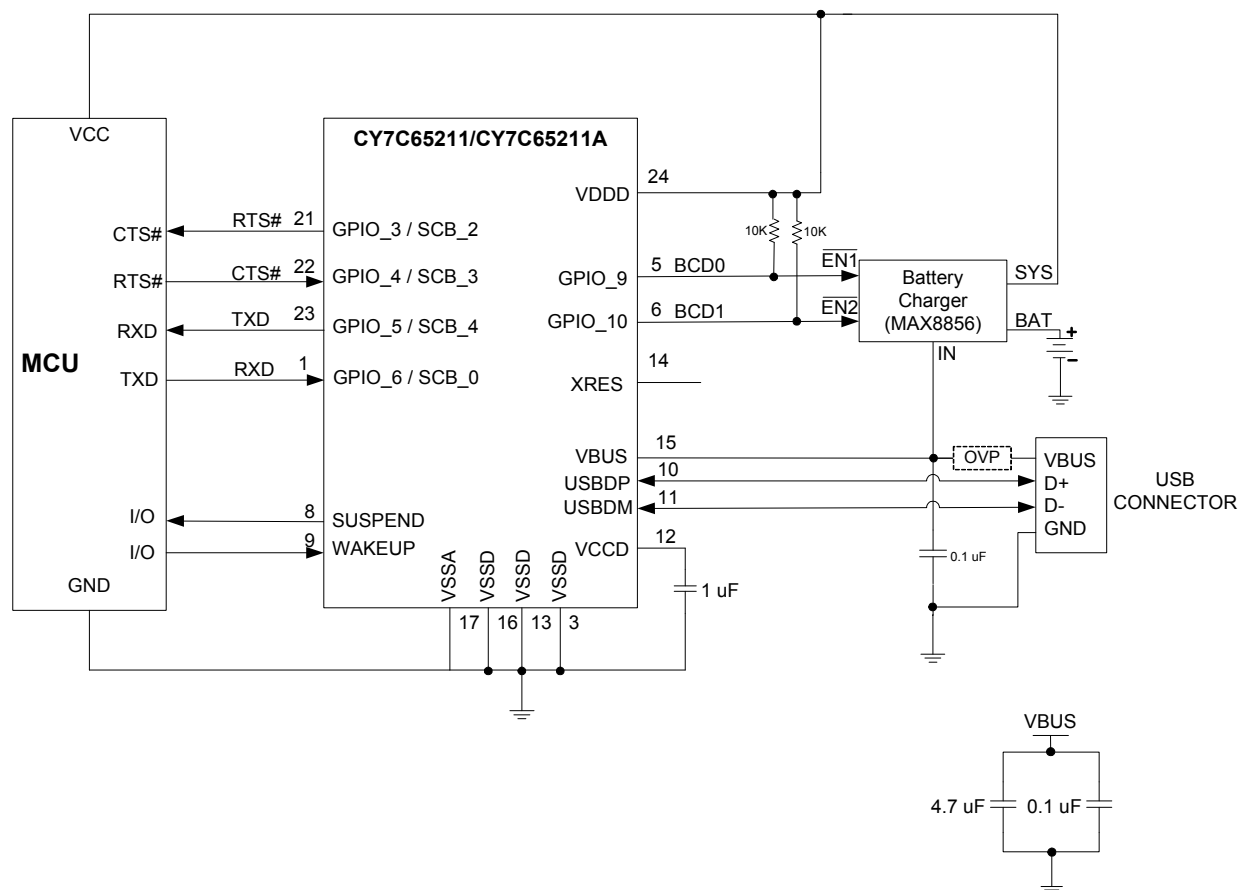 VCC
CTS#
RTS#
RXD
MCU
TXD
I/O
I/O
GND
RTS# 21
CTS# 22
TXD 23
RXD 1
8
9
CY7C65211/CY7C65211A
GPIO_3 / SCB_2
GPIO_4 / SCB_3
GPIO_5 / SCB_4
GPIO_6 / SCB_0
SUSPEND
WAKEUP
VDDD
GPIO_9
GPIO_10
XRES
VBUS
USBDP
USBDM
VCCD
VSSA
VSSD
VSSD
VSSD
17
16
13
3
24
5 BCD0
6 BCD1
14
15
10
11
12
1 uF
10K
10K
EN1
EN2
Battery
Charger
(MAX8856)
SYS
BAT
+
-
IN
OVP
0.1 uF
VBUS
D+
D-
GND
USB
CONNECTOR
VBUS
4.7 uF
0.1 uF